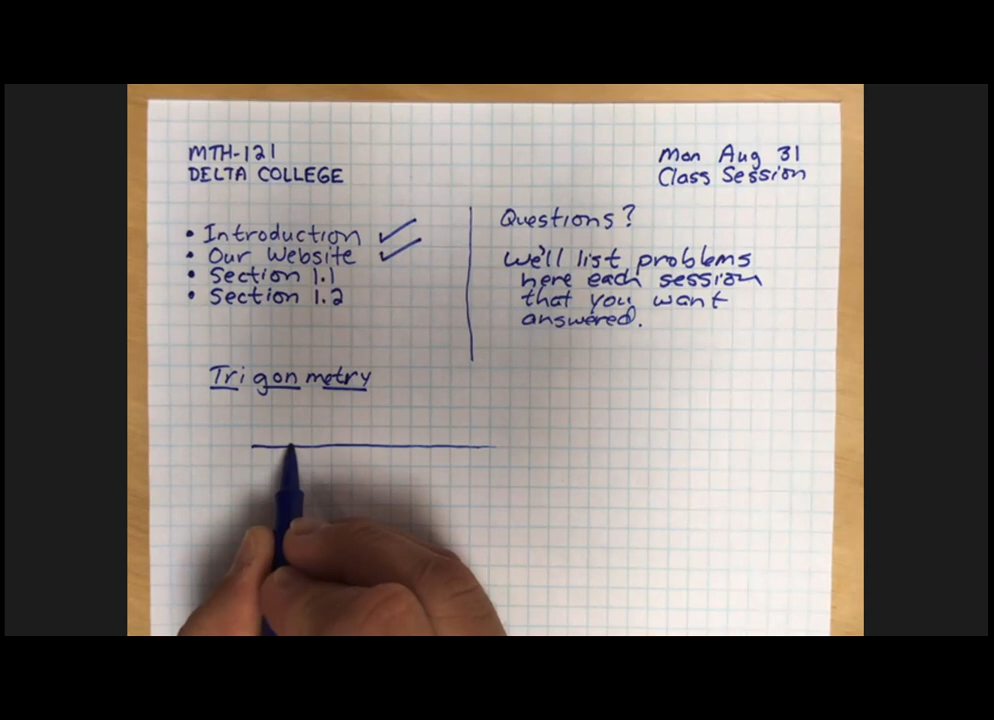 MTH-121
DELTA COLLEGE
Mon Aug 31
Class Session
• Introduction
• Our Website
• Section 1.1
• Section 1.2
Questions?
We'll list problems
here each session
that you want
answered.
Trigonometry